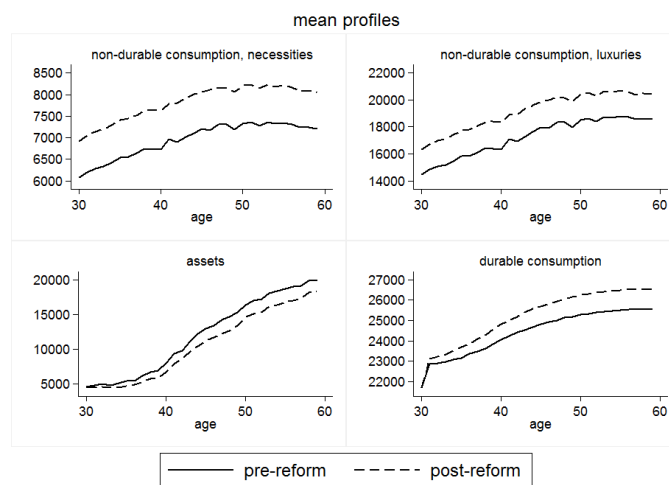 mean profiles
non-durable consumption, necessities
8500
8000
7500
7000
6500
6000
30 40 50 60
age
non-durable consumption, luxuries
22000
20000
18000
16000
14000
30 40 50 60
age
assets
20000
15000
10000
5000
30 40 50 60
age
durable consumption
27000
26000
25000
24000
23000
22000
30 40 50 60
age
pre-reform post-reform